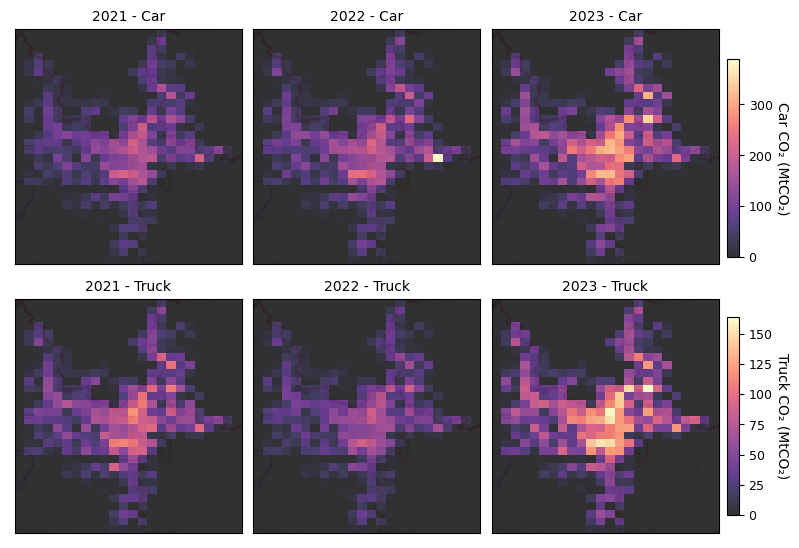 2021 - Car
2022 - Car
2023 - Car
300
200
100
0
Car CO₂ (MtCO₂)
2021 - Truck
2022 - Truck
2023 - Truck
150
125
100
75
50
25
0
Truck CO₂ (MtCO₂)